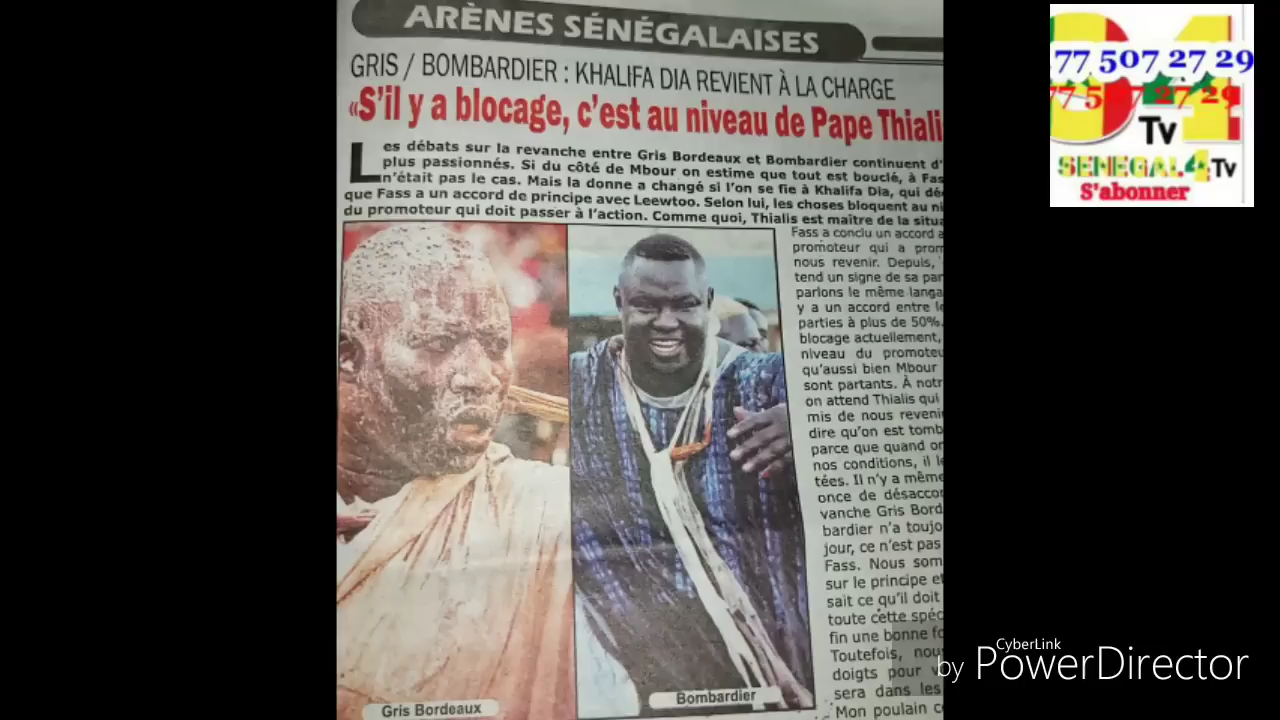 ARÈNES SÉNÉGALAISES
GRIS / BOMBARDIER : KHALIFA DIA REVIENT À LA CHARGE
«S'il y a blocage, c'est au niveau de Pape Thiali
Les débats sur la revanche entre Gris Bordeaux et Bombardier continuent d'
plus passionnés. Si du côté de Mbour on estime que tout est bouclé, à Fas
n'était pas le cas. Mais la donne a changé si l'on se fie à Khalifa Dia, qui dé
que Fass a un accord de principe avec Leewtoo. Selon lui, les choses bloquent au ni
du promoteur qui doit passer à l'action. Comme quoi, Thialis est maître de la situa
Fass a conclu un accord a
promoteur qui a prom
nous revenir. Depuis,
tend un signe de sa par
parlons le même langa
y a un accord entre le
parties à plus de 50%.
blocage actuellement,
niveau du promoteu
qu'aussi bien Mbour
sont partants. À notr
on attend Thialis qui
mis de nous reveni
dire qu'on est tomb
parce que quand on
nos conditions, il le
tées. Il n'y a même
once de désaccor
vanche Gris Bord
bardier n'a toujo
jour, ce n'est pas
Fass. Nous som
sur le principe et
sait ce qu'il doit
toute cette spéc
fin une bonne fo
Toutefois, nou
doigts pour v
sera dans les
Mon poulain c
Gris Bordeaux
Bombardier
77 507 27 29
77 507 27 29
Tv
SENEGAL4Tv
S'abonner
CyberLink
by PowerDirector